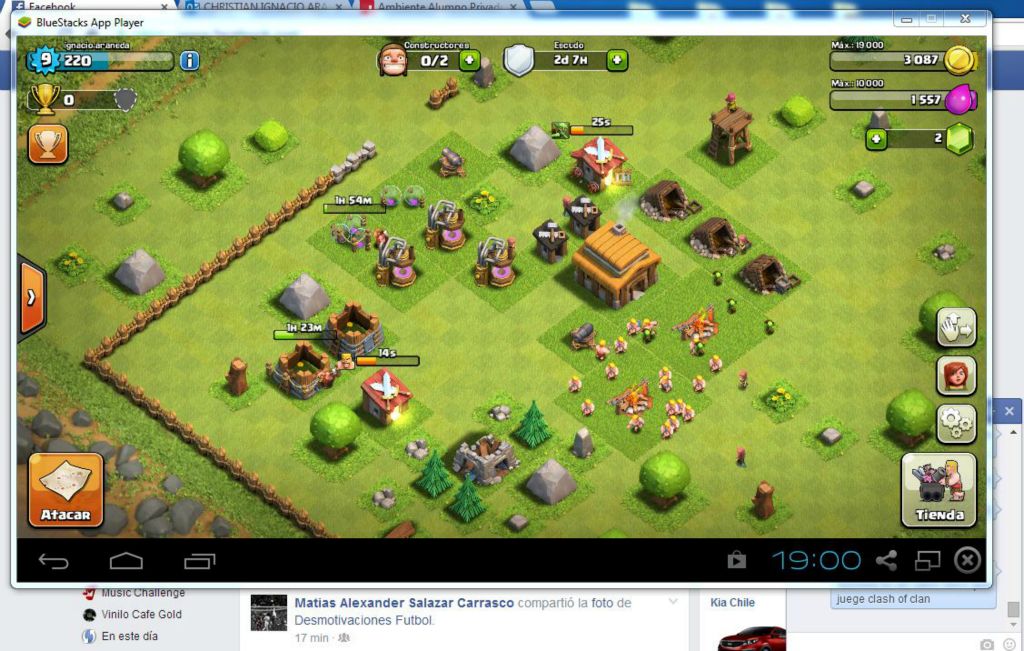 Facebook
CHRISTIAN IGNACIO ARA
Ambiente Alumno Privado
BlueStacks App Player
ignacio.araneda
9
220
Constructores
0/2
Escudo
2d 7H
Máx.: 19 000
3 087
0
Máx.: 10 000
1 557
2
25s
1H 54M
1H 23M
14s
Atacar
Tienda
19:00
Music Challenge
Vinilo Cafe Gold
En este día
Matias Alexander Salazar Carrasco compartió la foto de
Desmotivaciones Futbol.
17 min ·
Kia Chile
juege clash of clan